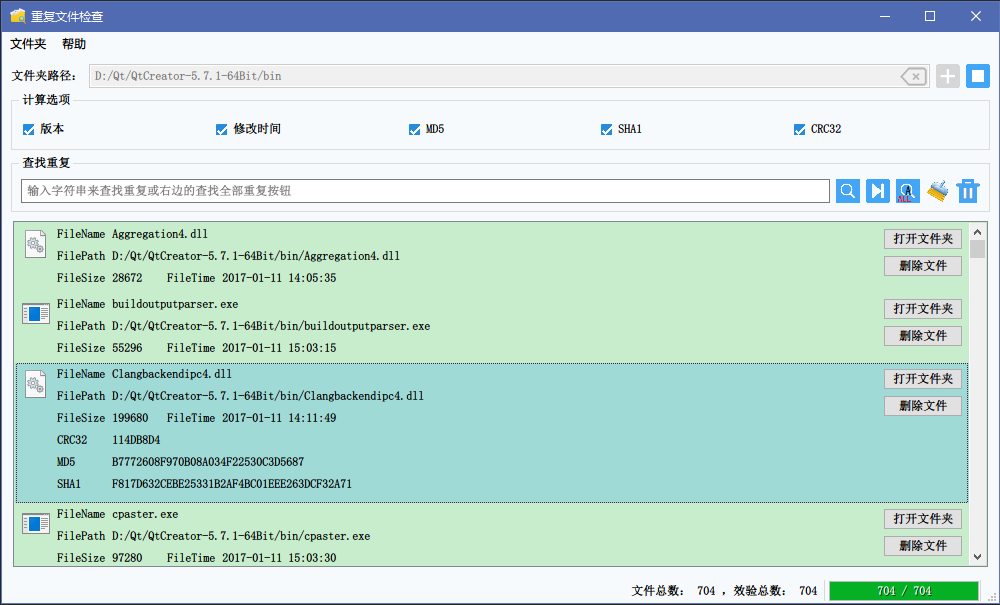 重复文件检查
文件夹 帮助
文件夹路径: D:/Qt/QtCreator-5.7.1-64Bit/bin
计算选项
版本 修改时间 MD5 SHA1 CRC32
查找重复
输入字符串来查找重复或右边的查找全部重复按钮
A
ALL
FileName Aggregation4.dll 打开文件夹
FilePath D:/Qt/QtCreator-5.7.1-64Bit/bin/Aggregation4.dll 删除文件
FileSize 28672 FileTime 2017-01-11 14:05:35
FileName buildoutputparser.exe 打开文件夹
FilePath D:/Qt/QtCreator-5.7.1-64Bit/bin/buildoutputparser.exe 删除文件
FileSize 55296 FileTime 2017-01-11 15:03:15
FileName Clangbackendipc4.dll 打开文件夹
FilePath D:/Qt/QtCreator-5.7.1-64Bit/bin/Clangbackendipc4.dll 删除文件
FileSize 199680 FileTime 2017-01-11 14:11:49
CRC32 114DB8D4
MD5 B7772608F970B08A034F22530C3D5687
SHA1 F817D632CEBE25331B2AF4BC01EEE263DCF32A71
FileName cpaster.exe 打开文件夹
FilePath D:/Qt/QtCreator-5.7.1-64Bit/bin/cpaster.exe 删除文件
FileSize 97280 FileTime 2017-01-11 15:03:30
文件总数: 704 ,效验总数: 704 704 / 704